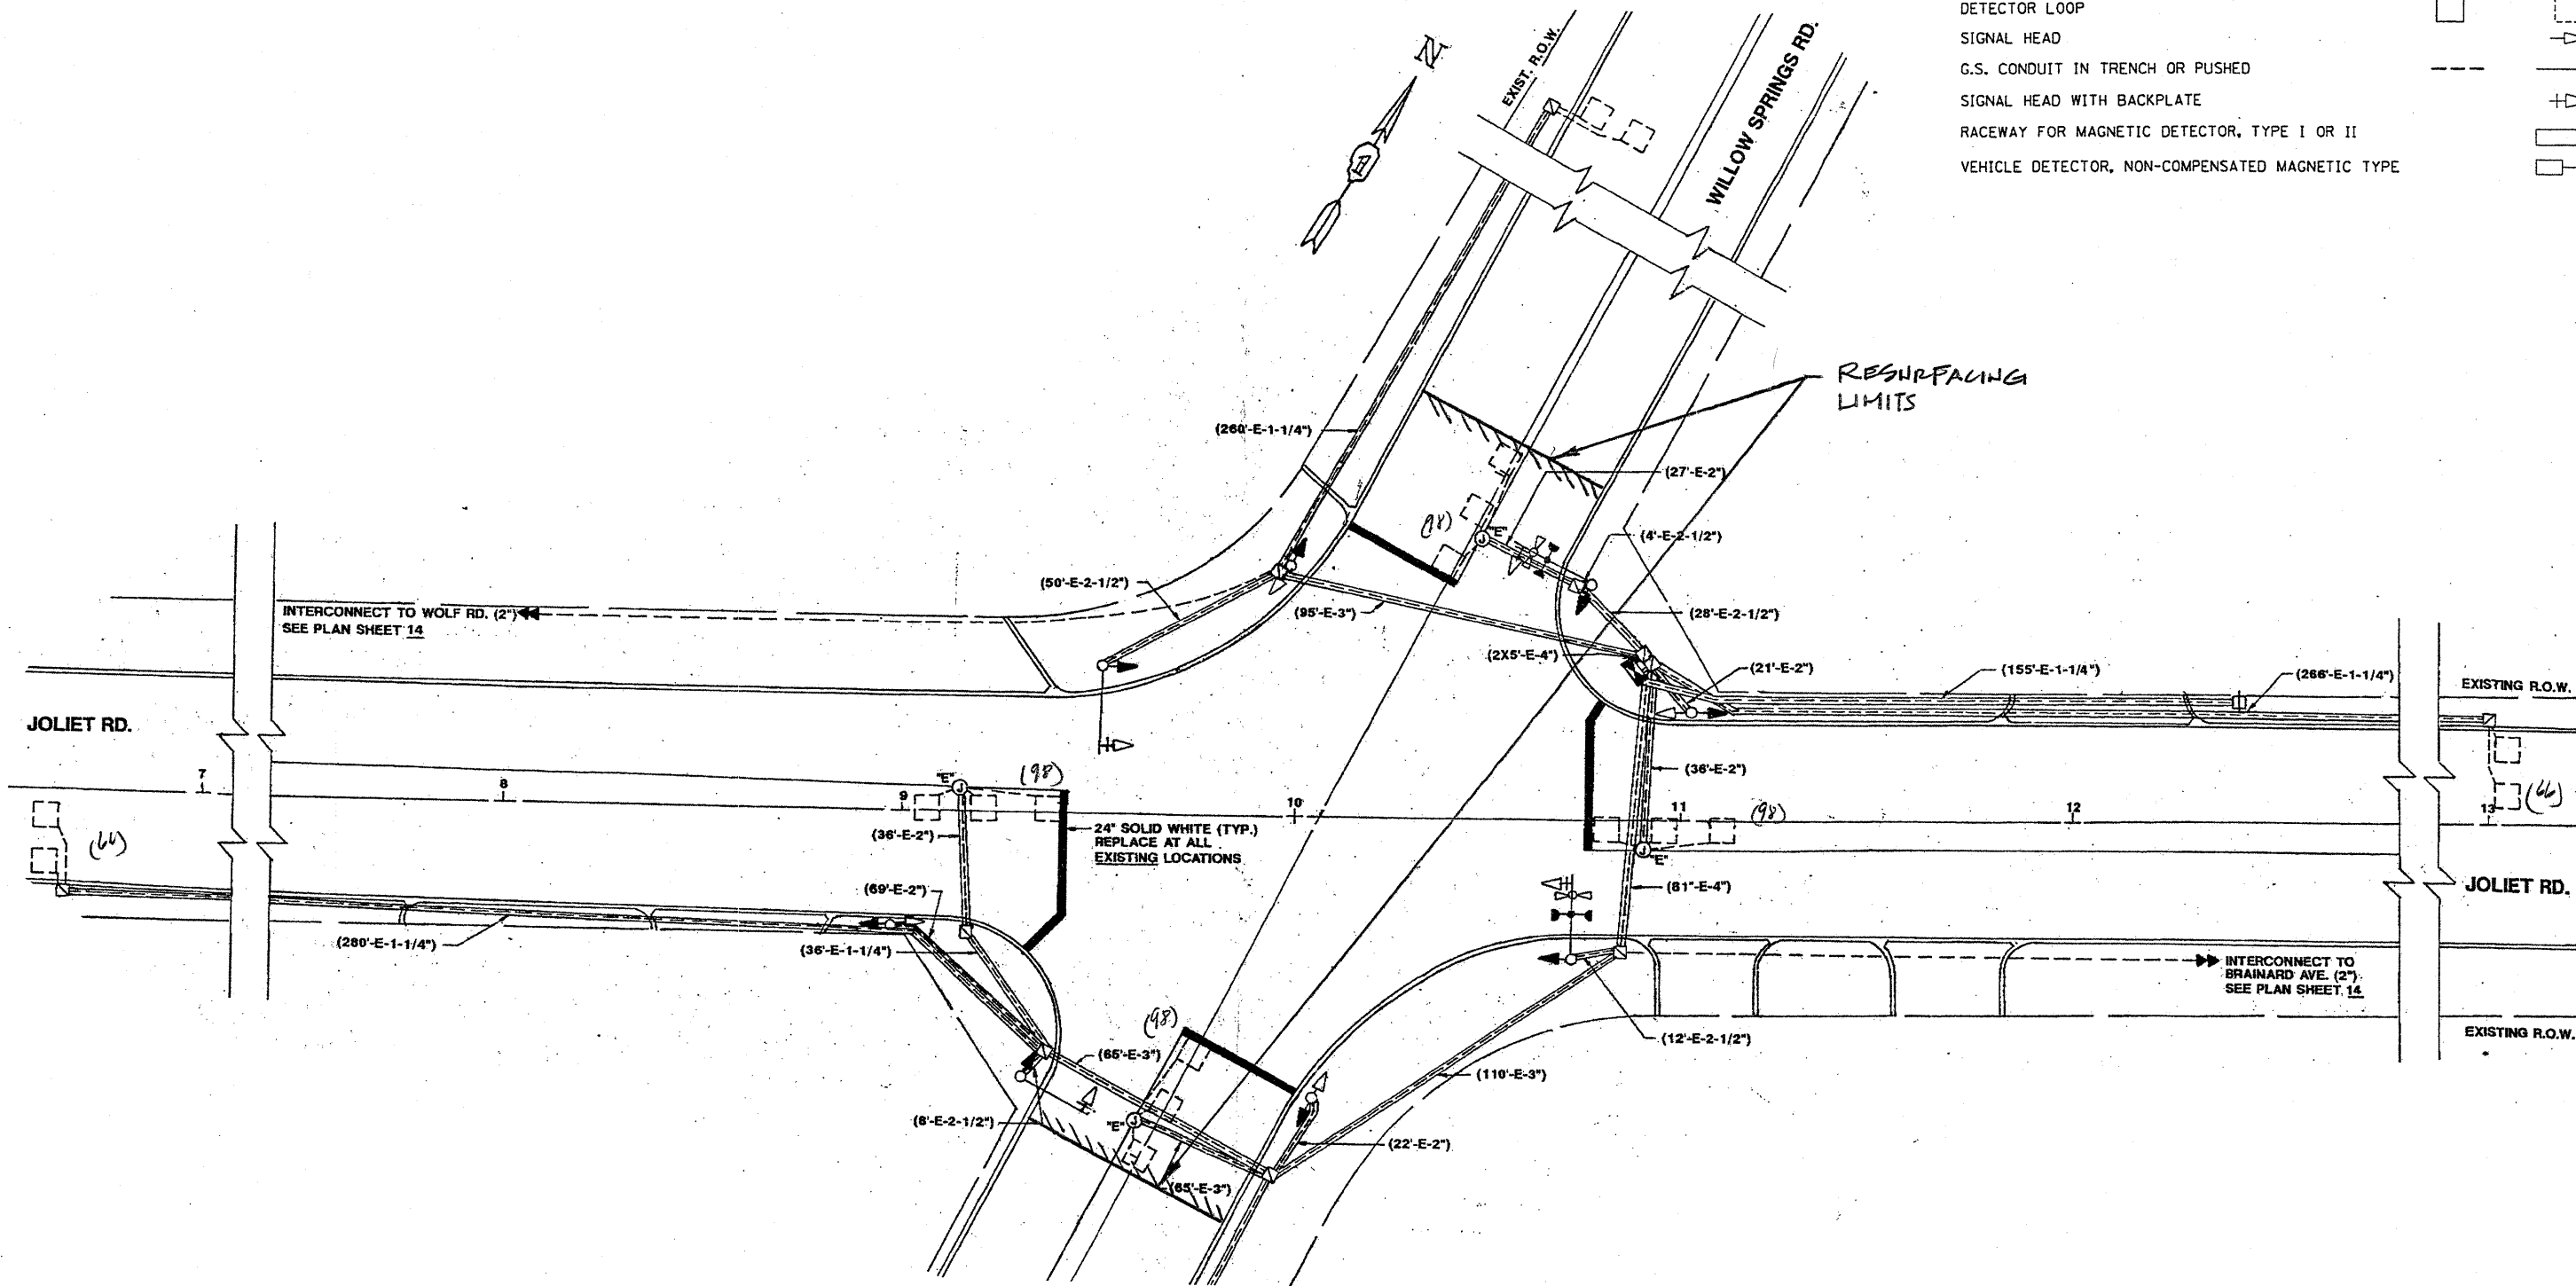 DETECTOR LOOP
SIGNAL HEAD
G.S. CONDUIT IN TRENCH OR PUSHED
SIGNAL HEAD WITH BACKPLATE
RACEWAY FOR MAGNETIC DETECTOR, TYPE I OR II
VEHICLE DETECTOR, NON-COMPENSATED MAGNETIC TYPE
N
EXIST. R.O.W.
WILLOW SPRINGS RD.
RESURFACING
LIMITS
(260'-E-1-1/4")
(27'-E-2")
(98)
"E"
J
(4'-E-2-1/2")
(50'-E-2-1/2")
(95'-E-3")
(28'-E-2-1/2")
INTERCONNECT TO WOLF RD. (2")
SEE PLAN SHEET 14
(2X5'-E-4")
(21'-E-2")
(155'-E-1-1/4")
(266'-E-1-1/4")
EXISTING R.O.W.
JOLIET RD.
7
8
9
"E"
J
(98)
(36'-E-2")
10
11
(98)
12
13
(66)
(66)
(36'-E-2")
24" SOLID WHITE (TYP.)
REPLACE AT ALL
EXISTING LOCATIONS
J
"E"
(69'-E-2")
(81"-E-4")
JOLIET RD.
(280'-E-1-1/4")
(36'-E-1-1/4")
INTERCONNECT TO
BRAINARD AVE. (2")
SEE PLAN SHEET 14
(98)
(65'-E-3")
(12'-E-2-1/2")
EXISTING R.O.W.
(110'-E-3")
(8'-E-2-1/2")
"E"
J
(22'-E-2")
(65'-E-3")